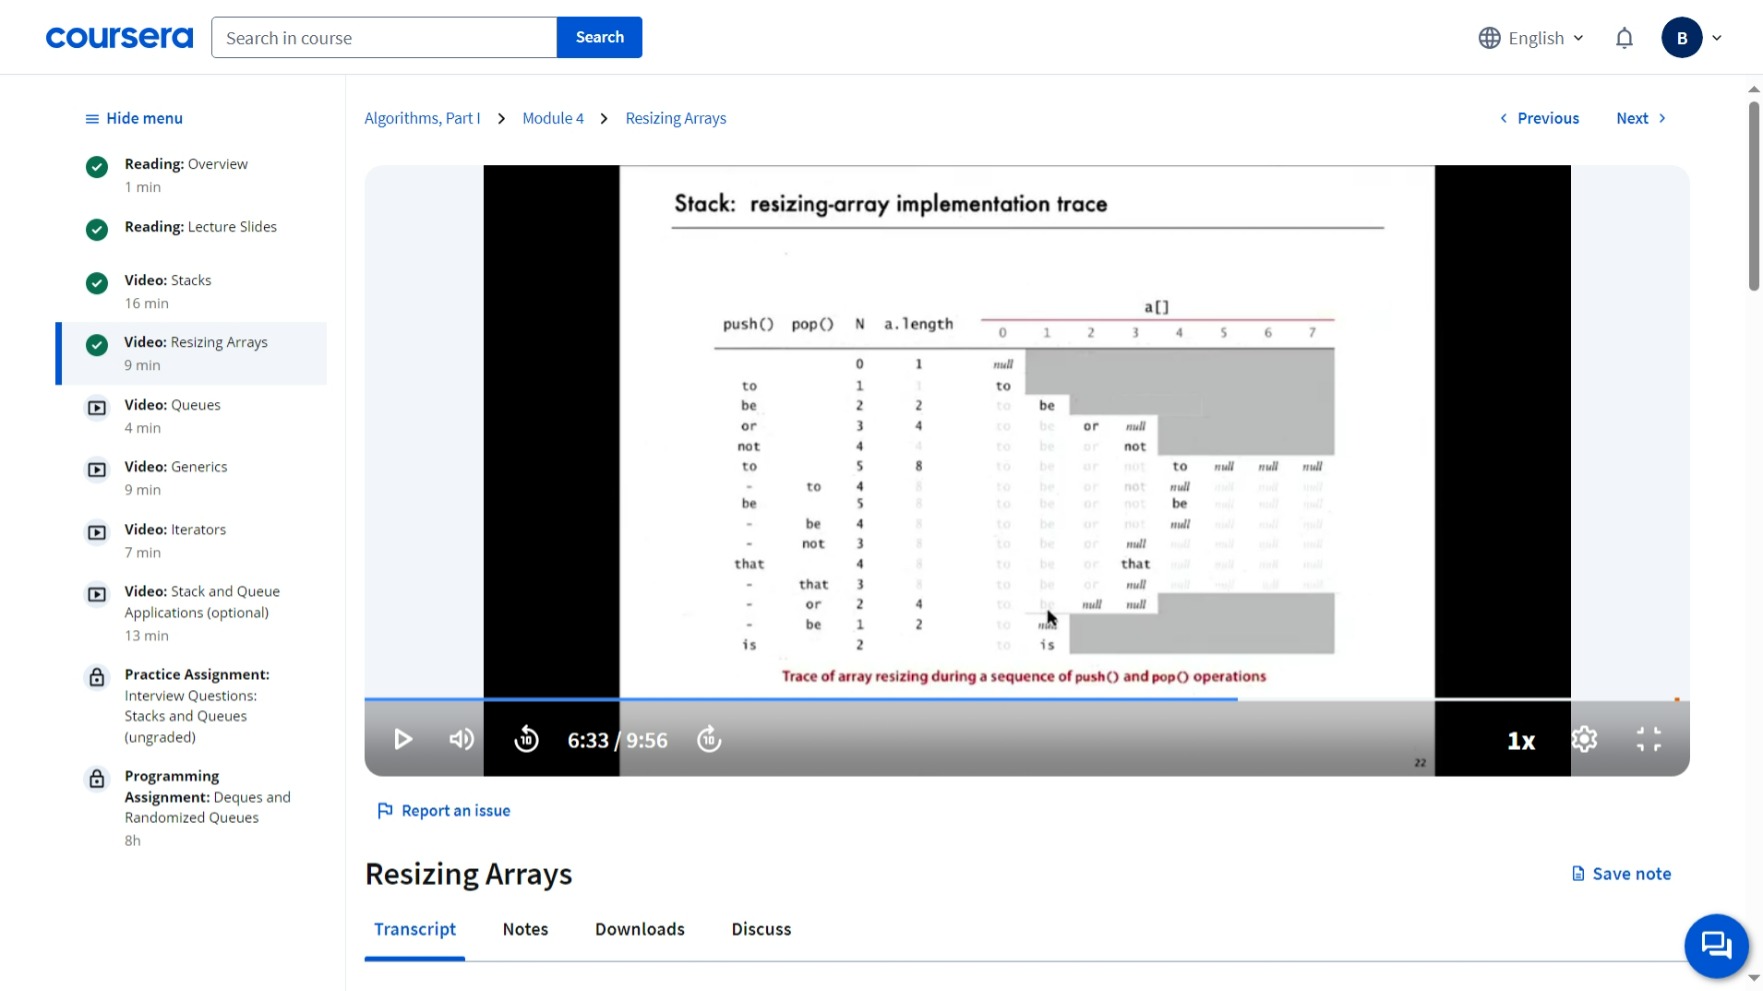 coursera
Search in course
Search
English
B
Hide menu
Reading: Overview
1 min
Reading: Lecture Slides
Video: Stacks
16 min
Video: Resizing Arrays
9 min
Video: Queues
4 min
Video: Generics
9 min
Video: Iterators
7 min
Video: Stack and Queue
Applications (optional)
13 min
Practice Assignment:
Interview Questions:
Stacks and Queues
(ungraded)
Programming
Assignment: Deques and
Randomized Queues
8h
Algorithms, Part I
Module 4
Resizing Arrays
Previous
Next
Stack: resizing-array implementation trace
a[]
push() pop() N a.length 0 1 2 3 4 5 6 7
0 1 null
to 1 1 to
be 2 2 to be
or 3 4 to be or null
not 4 4 to be or not
to 5 8 to be or not to null null null
- to 4 8 to be or not null null null null
be 5 8 to be or not be null null null
- be 4 8 to be or not null null null null
- not 3 8 to be or null null null null null
that 4 8 to be or that null null null null
- that 3 8 to be or null null null null null
- or 2 4 to be null null
- be 1 2 to null
is 2 to is
Trace of array resizing during a sequence of push() and pop() operations
10
6:33 / 9:56
10
1x
22
Report an issue
Resizing Arrays
Save note
Transcript
Notes
Downloads
Discuss